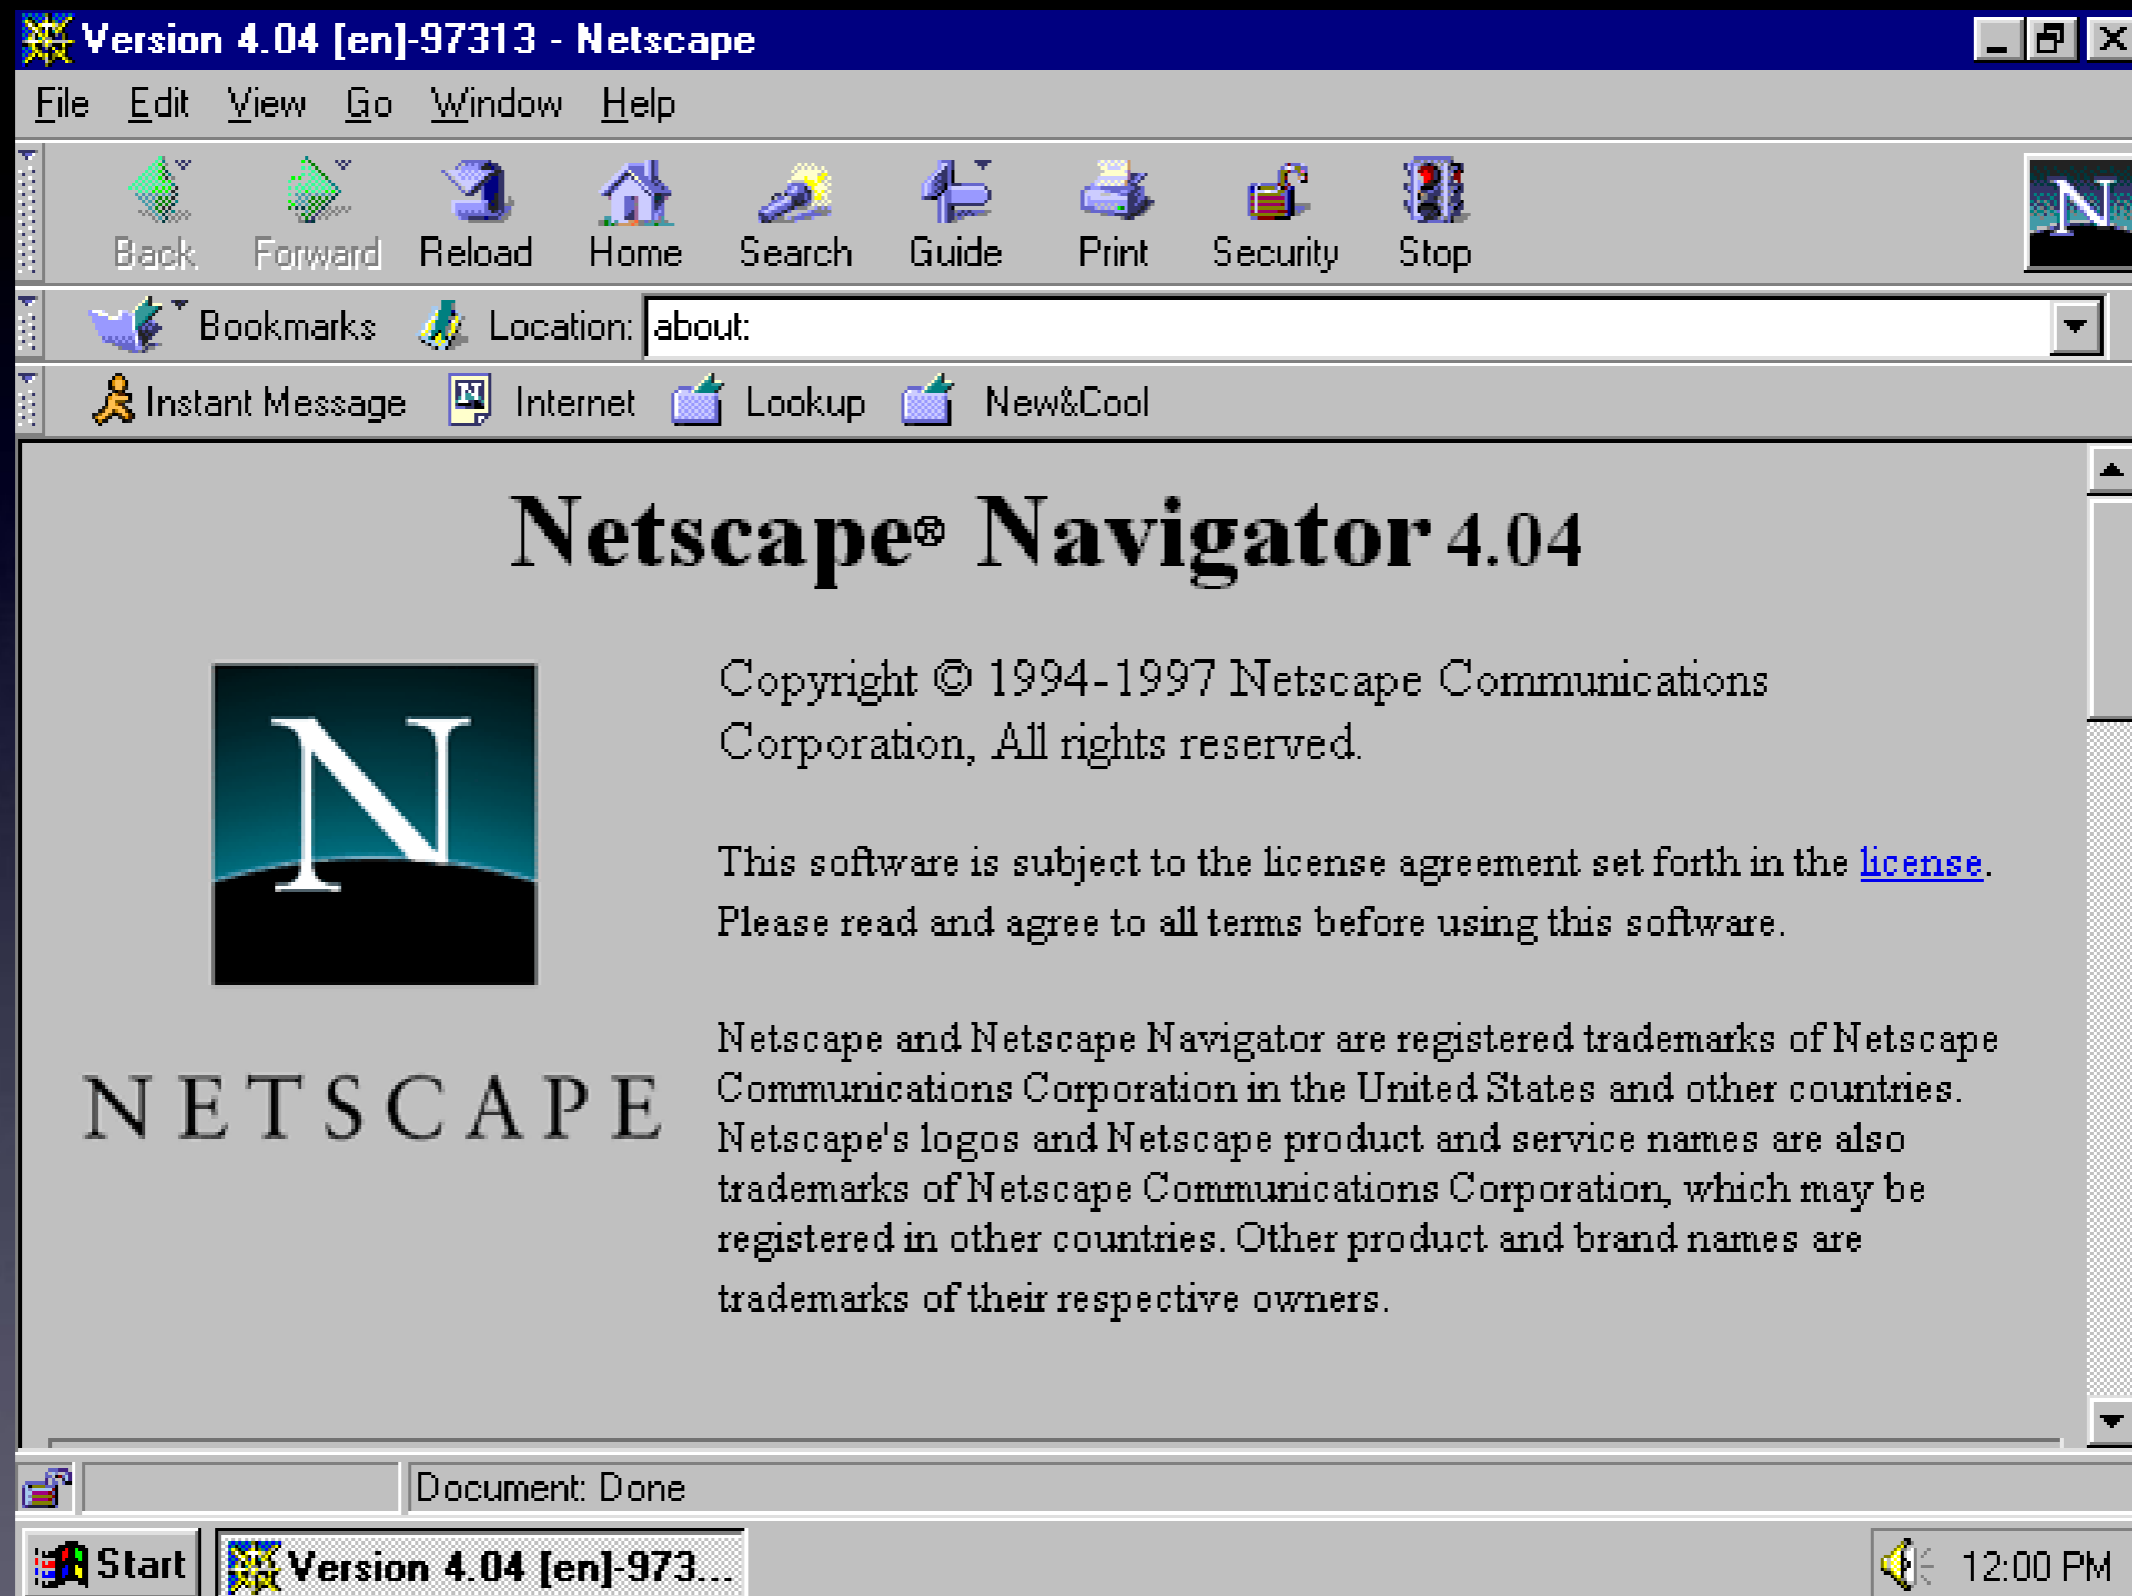 Version 4.04 [en]-97313 - Netscape
File Edit View Go Window Help
Back Forward Reload Home Search Guide Print Security Stop
N
Bookmarks Location: about:
Instant Message N Internet Lookup New&Cool
Netscape® Navigator 4.04
N
NETSCAPE
Copyright © 1994-1997 Netscape Communications
Corporation, All rights reserved.
This software is subject to the license agreement set forth in the license.
Please read and agree to all terms before using this software.
Netscape and Netscape Navigator are registered trademarks of Netscape
Communications Corporation in the United States and other countries.
Netscape's logos and Netscape product and service names are also
trademarks of Netscape Communications Corporation, which may be
registered in other countries. Other product and brand names are
trademarks of their respective owners.
Document: Done
Start Version 4.04 [en]-973... 12:00 PM